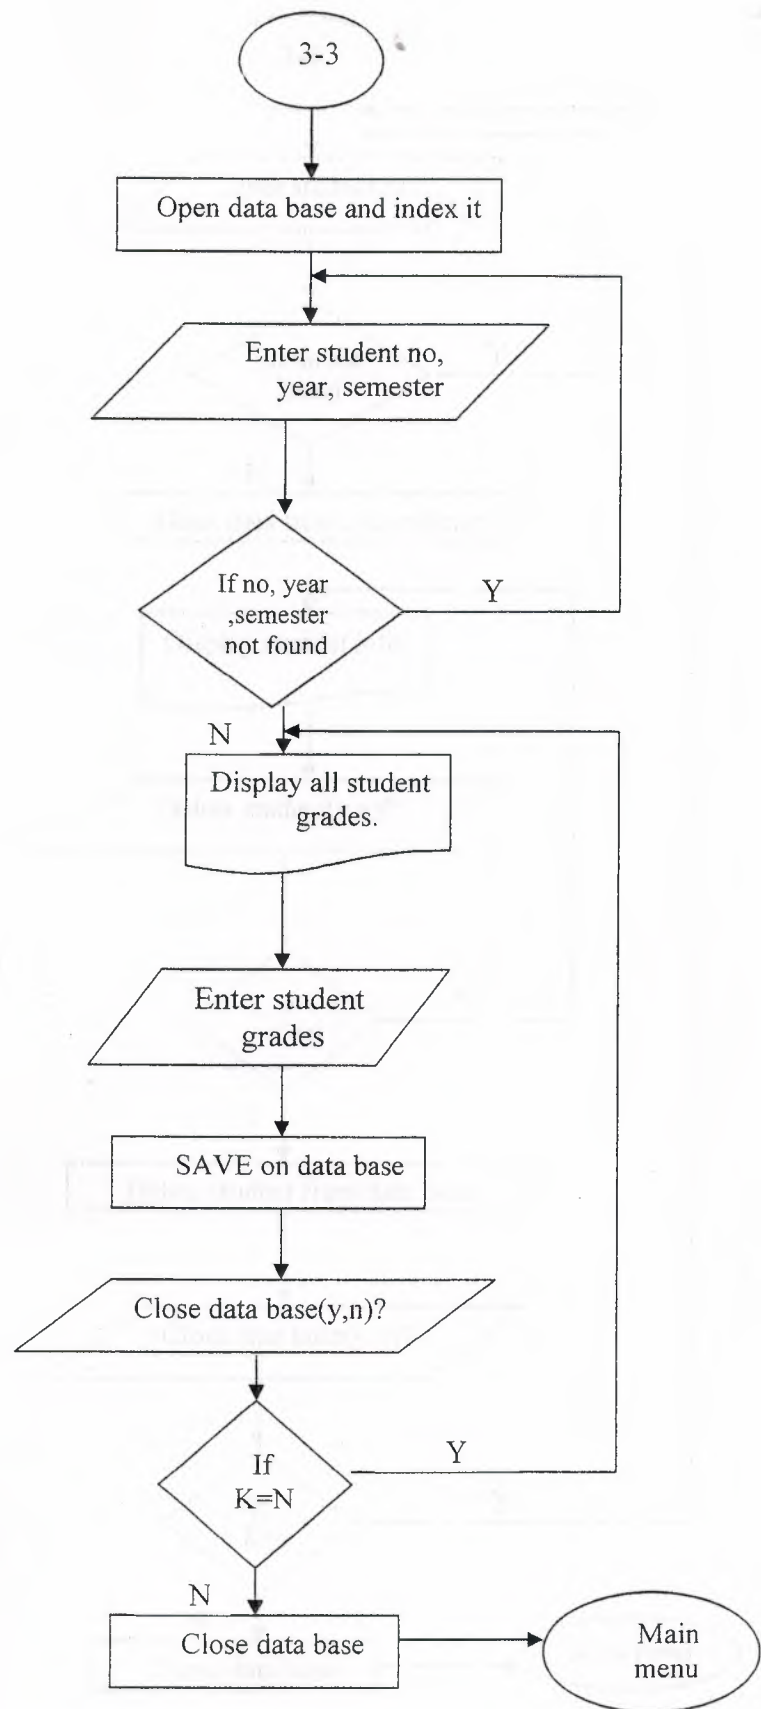 3-3
Open data base and index it
Enter student no,
year, semester
If no, year
,semester
not found
Y
N
Display all student
grades.
Enter student
grades
SAVE on data base
Close data base(y,n)?
If
K=N
Y
N
Close data base
Main
menu